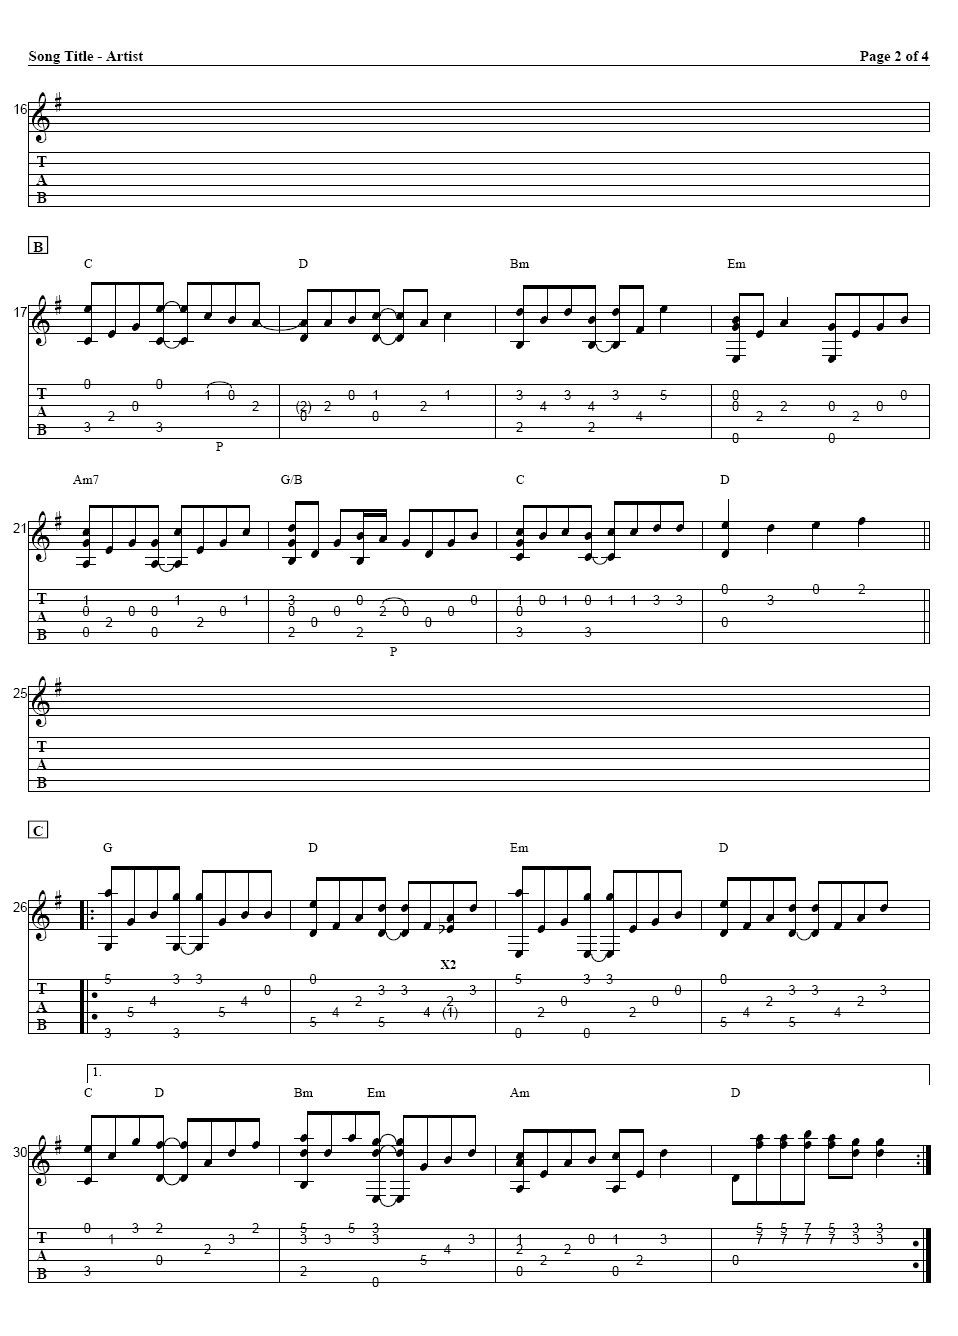 Song Title - Artist Page 2 of 4
16
T
A
B
B
C D Bm Em
17
0 0 0 1 3 3 3 5 0 0
T 1 0
A 2 0 2 (2) 2 0 2 4 4 4 0 2 2 0 2 0
B 3 3 2 2 0 0
P
Am7 G/B C D
21
T 1 1 1 3 0 0 1 0 1 0 1 1 3 3 0 3 0 2
A 0 2 0 0 2 0 0 0 0 2 0 0 0 0 0
B 0 0 2 2 3 3
P
25
T
A
B
C
G D Em D
26
X2
5 3 3 0 5 3 3 0
T 0 3 3 3 0 3 3 3
A 5 4 5 4 4 2 4 2 (1) 2 0 2 0 4 2 4 2
B 3 3 5 5 0 0 5 5
1.
C D Bm Em Am D
30
0 3 2 2 5 5 3 5 5 7 5 3 3
T 1 3 3 3 3 3 1 0 1 3 7 7 7 7 3 3
A 0 2 5 4 2 2 2 2 0
B 3 2 0 0 0